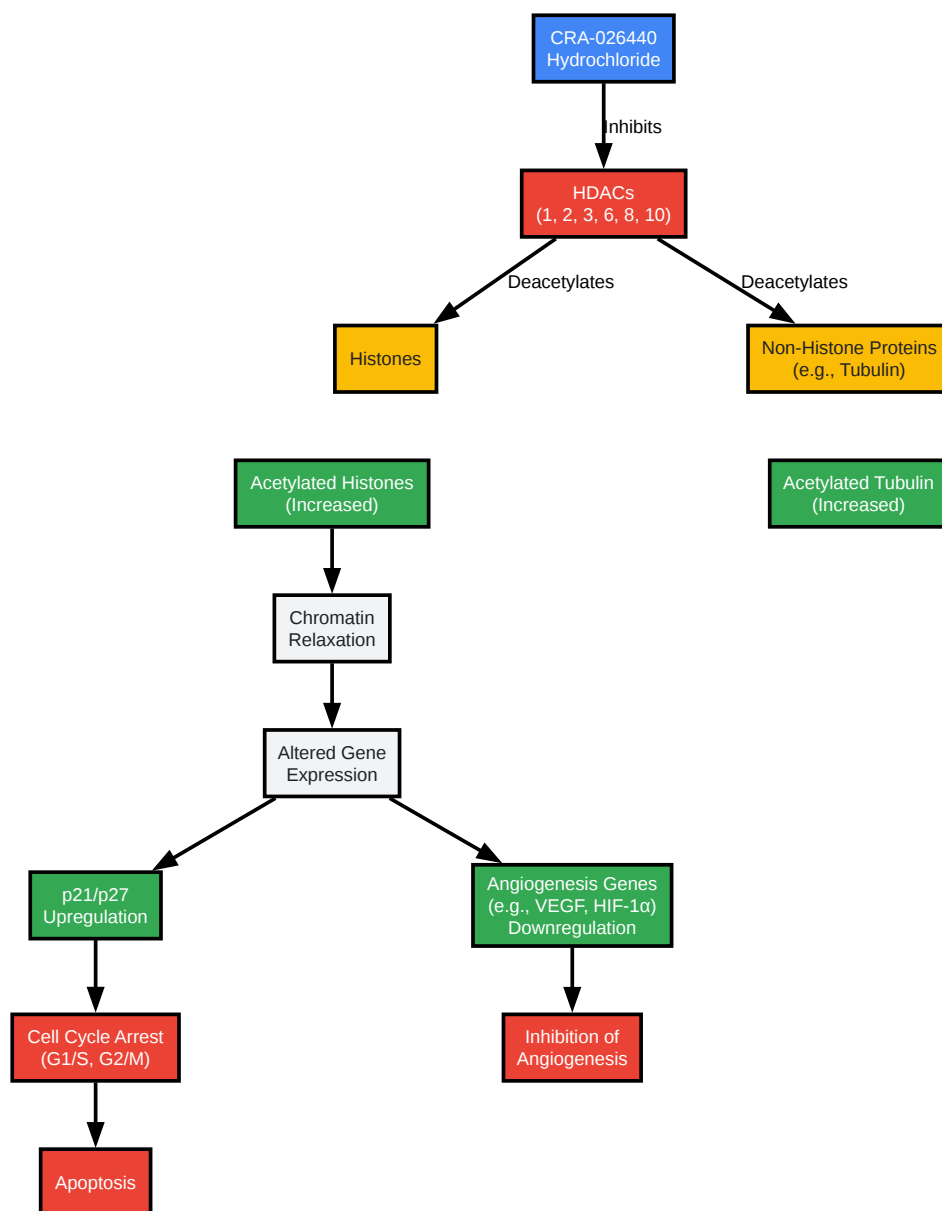 CRA-026440
Hydrochloride
Inhibits
HDACs
(1, 2, 3, 6, 8, 10)
Deacetylates
Deacetylates
Histones
Non-Histone Proteins
(e.g., Tubulin)
Acetylated Histones
(Increased)
Acetylated Tubulin
(Increased)
Chromatin
Relaxation
Altered Gene
Expression
p21/p27
Upregulation
Angiogenesis Genes
(e.g., VEGF, HIF-1α)
Downregulation
Cell Cycle Arrest
(G1/S, G2/M)
Inhibition of
Angiogenesis
Apoptosis